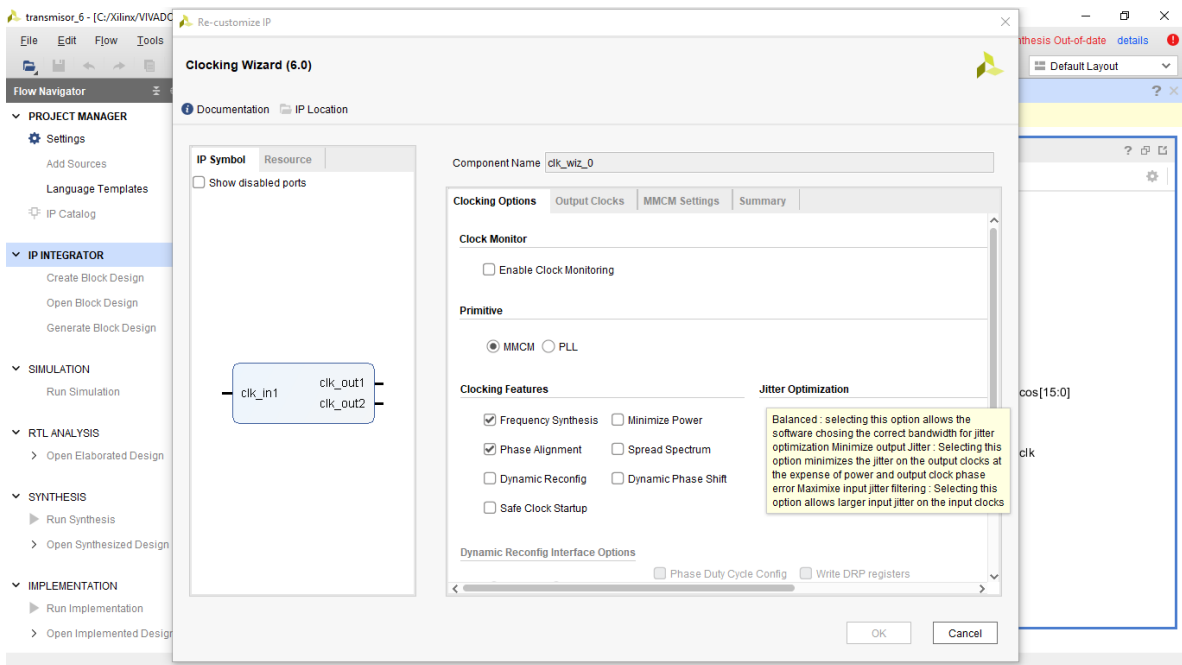 transmisor_6 - [C:/Xilinx/VIVADO
Re-customize IP
File Edit Flow Tools
thesis Out-of-date details
Clocking Wizard (6.0)
Default Layout
Flow Navigator
?
Documentation IP Location
PROJECT MANAGER
Settings
Add Sources
Language Templates
IP Catalog
IP INTEGRATOR
Create Block Design
Open Block Design
Generate Block Design
SIMULATION
Run Simulation
RTL ANALYSIS
Open Elaborated Design
SYNTHESIS
Run Synthesis
Open Synthesized Design
IMPLEMENTATION
Run Implementation
Open Implemented Design
IP Symbol Resource
Show disabled ports
clk_in1
clk_out1
clk_out2
Component Name clk_wiz_0
Clocking Options Output Clocks MMCM Settings Summary
Clock Monitor
Enable Clock Monitoring
Primitive
MMCM PLL
Clocking Features
Frequency Synthesis Minimize Power
Phase Alignment Spread Spectrum
Dynamic Reconfig Dynamic Phase Shift
Safe Clock Startup
Jitter Optimization
Balanced : selecting this option allows the
software chosing the correct bandwidth for jitter
optimization Minimize output Jitter : Selecting this
option minimizes the jitter on the output clocks at
the expense of power and output clock phase
error Maximixe input jitter filtering : Selecting this
option allows larger input jitter on the input clocks
Dynamic Reconfig Interface Options
Phase Duty Cycle Config Write DRP registers
OK Cancel
?
cos[15:0]
clk